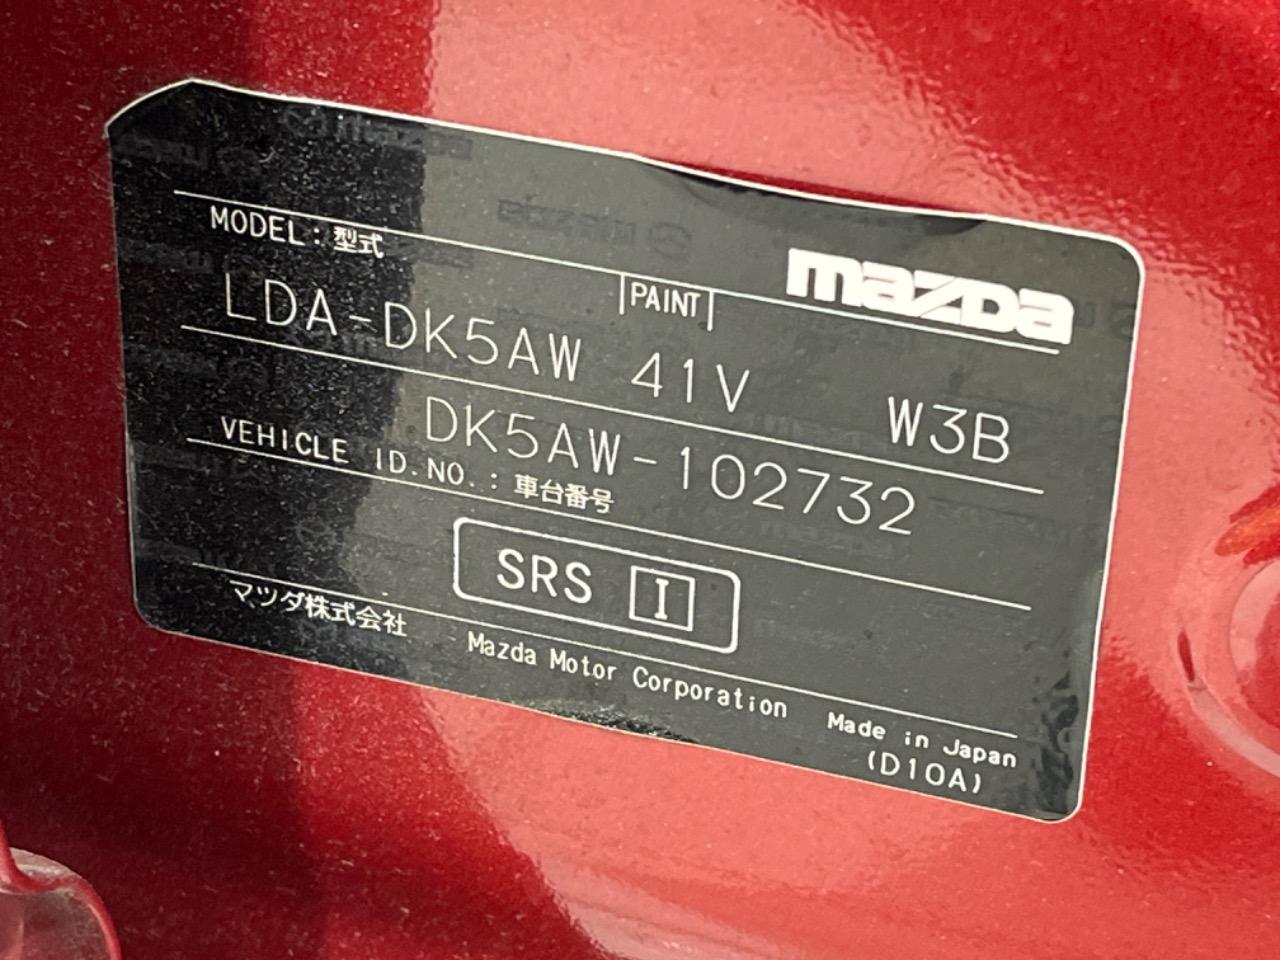 mazda
MODEL:型式
PAINT
LDA-DK5AW 41V W3B
DK5AW-102732
VEHICLE ID.NO.:車台番号
SRS I
マツダ株式会社 Mazda Motor Corporation Made in Japan
(D10A)